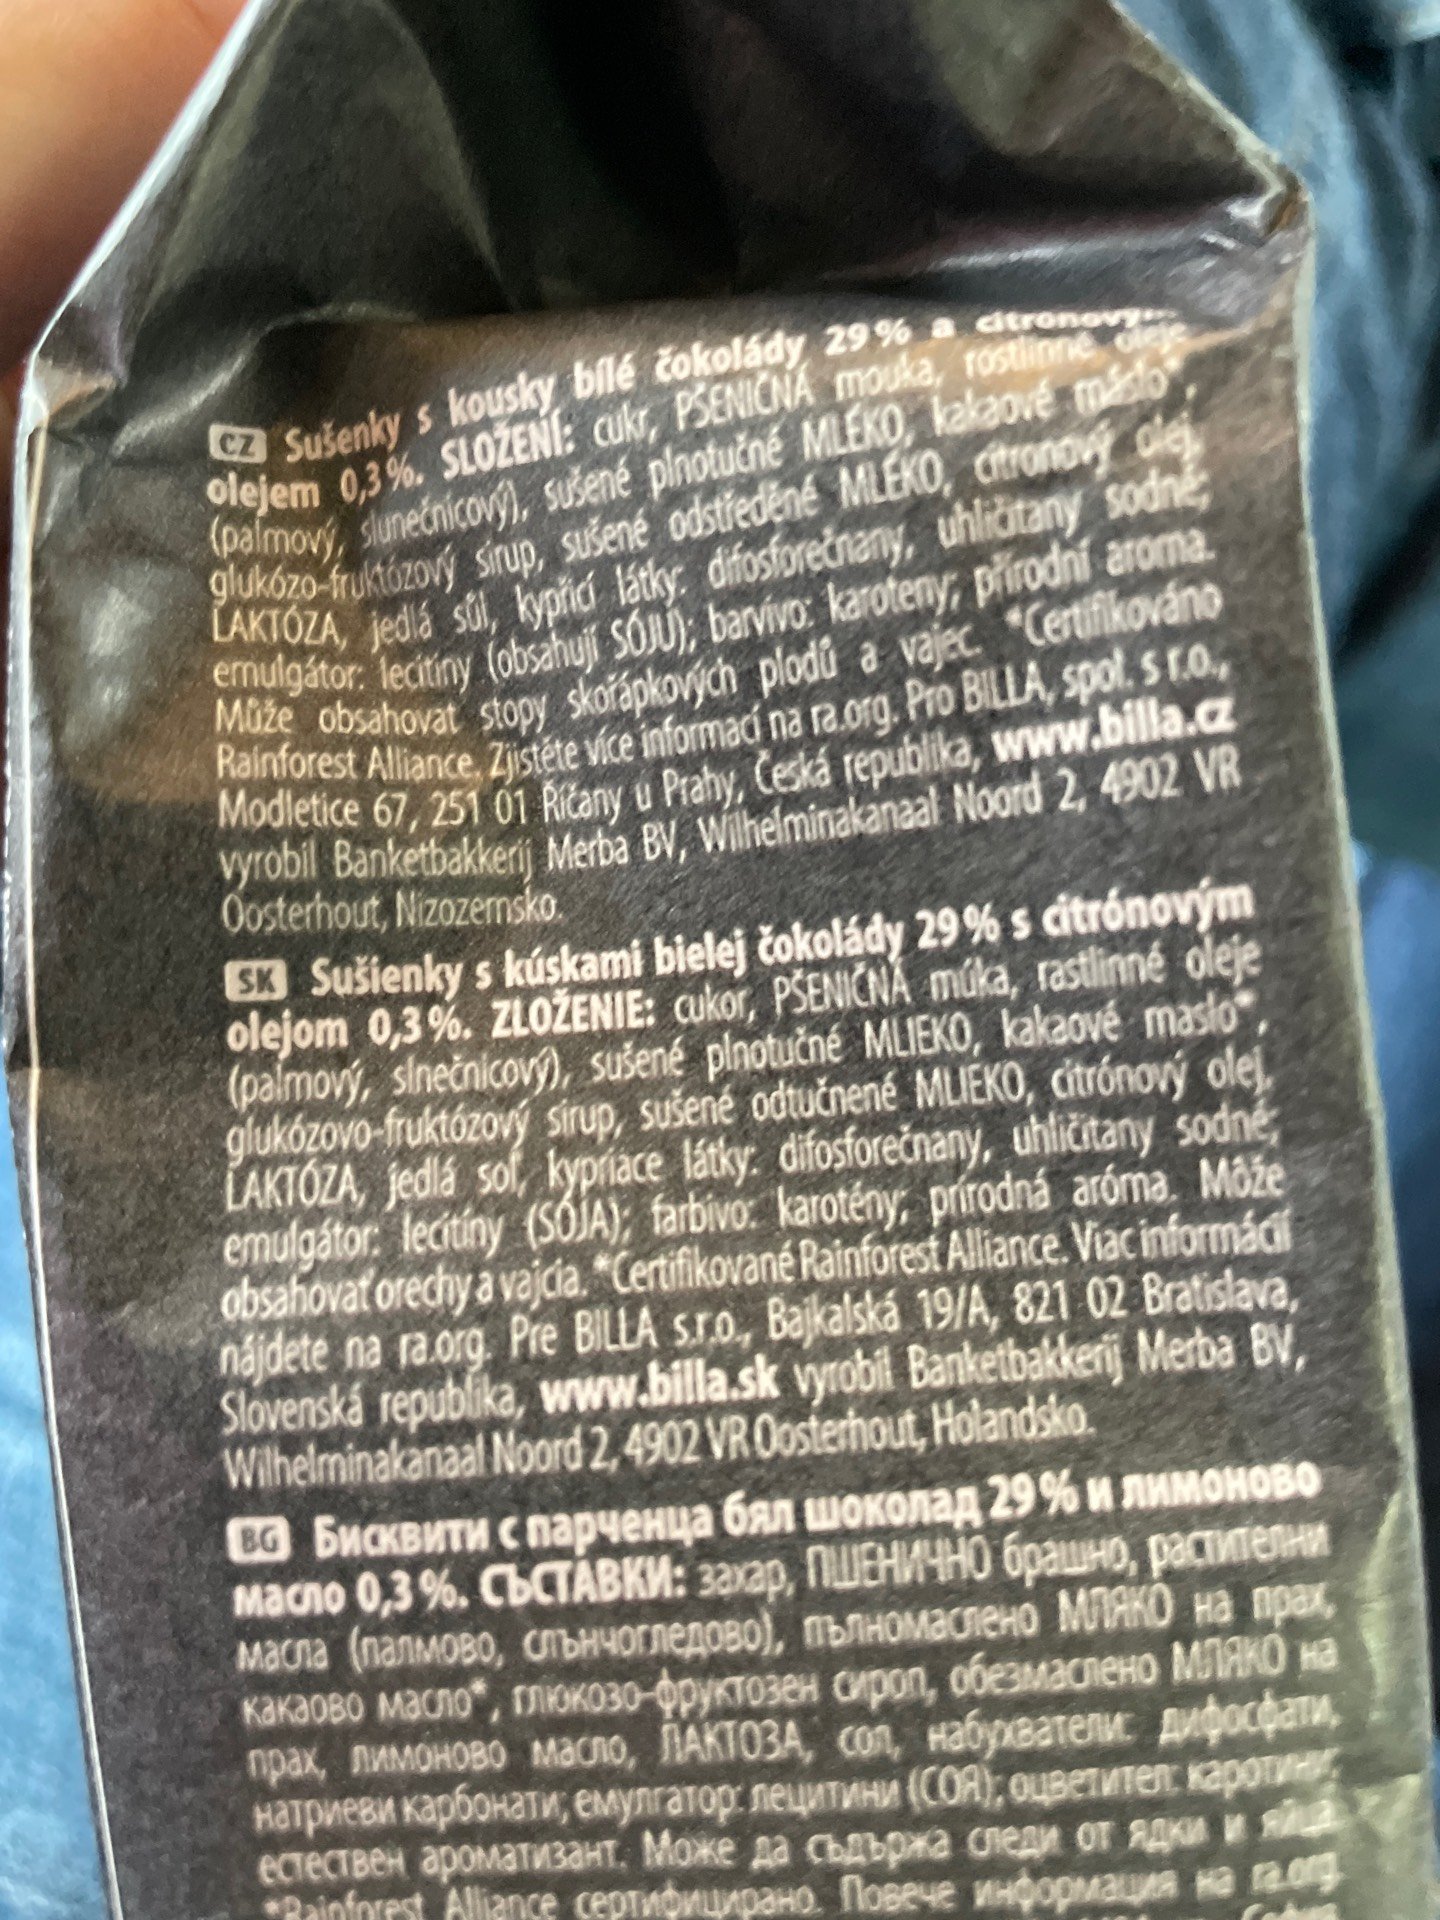 CZ Sušenky s kousky bílé čokolády 29 % a citronovým
olejem 0,3 %. SLOŽENÍ: cukr, PŠENIČNÁ mouka, rostlinné oleje
(palmový, slunečnicový), sušené plnotučné MLÉKO, kakaové máslo*,
glukózo-fruktózový sirup, sušené odstředěné MLÉKO, citronový olej,
LAKTÓZA, jedlá sůl, kypřicí látky: difosforečnany, uhličitany sodné;
emulgátor: lecitiny (obsahují SÓJU); barvivo: karoteny; přírodní aroma.
Může obsahovat stopy skořápkových plodů a vajec. *Certifikováno
Rainforest Alliance. Zjistěte více informací na ra.org. Pro BILLA, spol. s r.o.,
Modletice 67, 251 01 Říčany u Prahy, Česká republika, www.billa.cz
vyrobil Banketbakkerij Merba BV, Wilhelminakanaal Noord 2, 4902 VR
Oosterhout, Nizozemsko.
SK Sušienky s kúskami bielej čokolády 29 % s citrónovým
olejom 0,3 %. ZLOŽENIE: cukor, PŠENIČNÁ múka, rastlinné oleje
(palmový, slnečnicový), sušené plnotučné MLIEKO, kakaové maslo*,
glukózovo-fruktózový sirup, sušené odtučnené MLIEKO, citrónový olej,
LAKTÓZA, jedlá soľ, kypriace látky: difosforečnany, uhličitany sodné;
emulgátor: lecitíny (SÓJA); farbivo: karotény; prírodná aróma. Môže
obsahovať orechy a vajcia. *Certifikované Rainforest Alliance. Viac informácií
nájdete na ra.org. Pre BILLA s.r.o., Bajkalská 19/A, 821 02 Bratislava,
Slovenská republika, www.billa.sk vyrobil Banketbakkerij Merba BV,
Wilhelminakanaal Noord 2, 4902 VR Oosterhout, Holandsko.
BG Бисквити с парченца бял шоколад 29 % и лимоново
масло 0,3 %. СЪСТАВКИ: захар, ПШЕНИЧНО брашно, растителни
масла (палмово, слънчогледово), пълномаслено МЛЯКО на прах,
какаово масло*, глюкозо-фруктозен сироп, обезмаслено МЛЯКО на
прах, лимоново масло, ЛАКТОЗА, сол, набухватели: дифосфати,
натриеви карбонати; емулгатор: лецитини (СОЯ); оцветител: каротини;
естествен ароматизант. Може да съдържа следи от ядки и яйца.
*Rainforest Alliance сертифицирано. Повече информация на ra.org